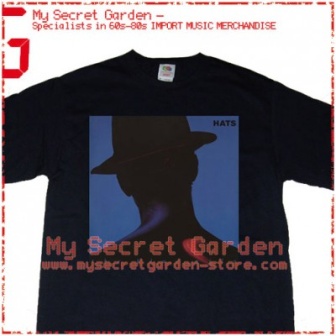 My Secret Garden -
Specialists in 60s-80s IMPORT MUSIC MERCHANDISE
HATS
My Secret Garden
www.mysecretgarden-store.com